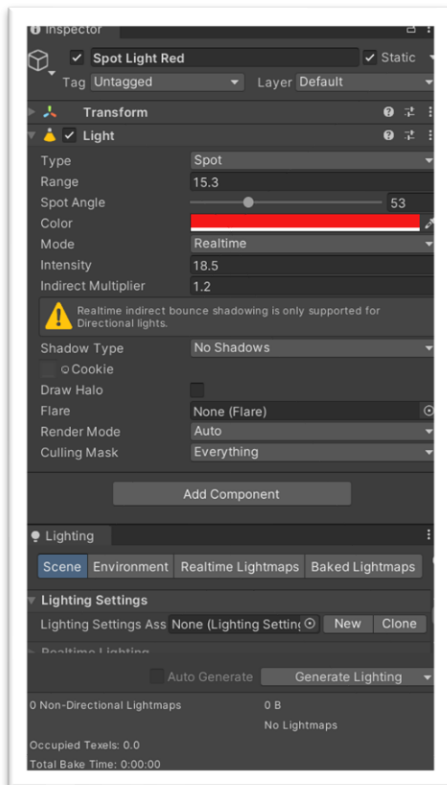 Inspector
Spot Light Red Static
Tag Untagged Layer Default
Transform
Light
Type Spot
Range 15.3
Spot Angle 53
Color
Mode Realtime
Intensity 18.5
Indirect Multiplier 1.2
Realtime indirect bounce shadowing is only supported for
Directional lights.
Shadow Type No Shadows
Cookie
Draw Halo
Flare None (Flare)
Render Mode Auto
Culling Mask Everything
Add Component
Lighting
Scene Environment Realtime Lightmaps Baked Lightmaps
Lighting Settings
Lighting Settings Ass None (Lighting Setting New Clone
Realtime Lighting
Auto Generate Generate Lighting
0 Non-Directional Lightmaps 0 B
No Lightmaps
Occupied Texels: 0.0
Total Bake Time: 0:00:00